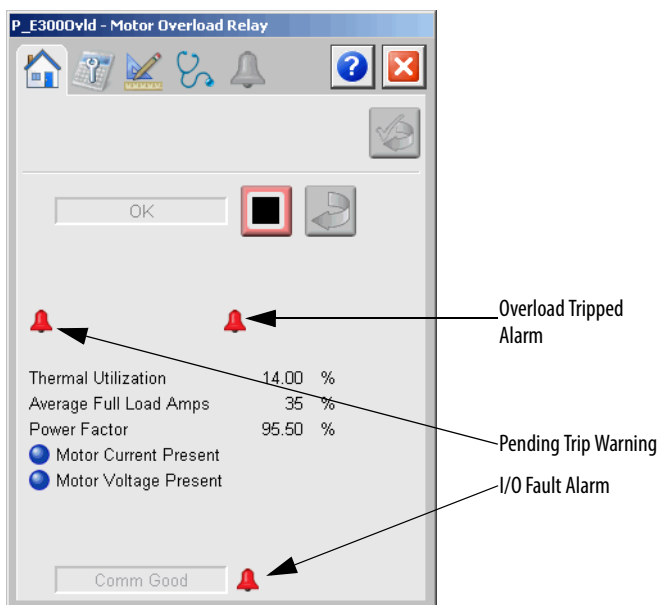 P_E300Ovld - Motor Overload Relay
?
OK
Overload Tripped
Alarm
Thermal Utilization 14.00 %
Average Full Load Amps 35 %
Power Factor 95.50 %
Motor Current Present
Motor Voltage Present
Pending Trip Warning
I/O Fault Alarm
Comm Good